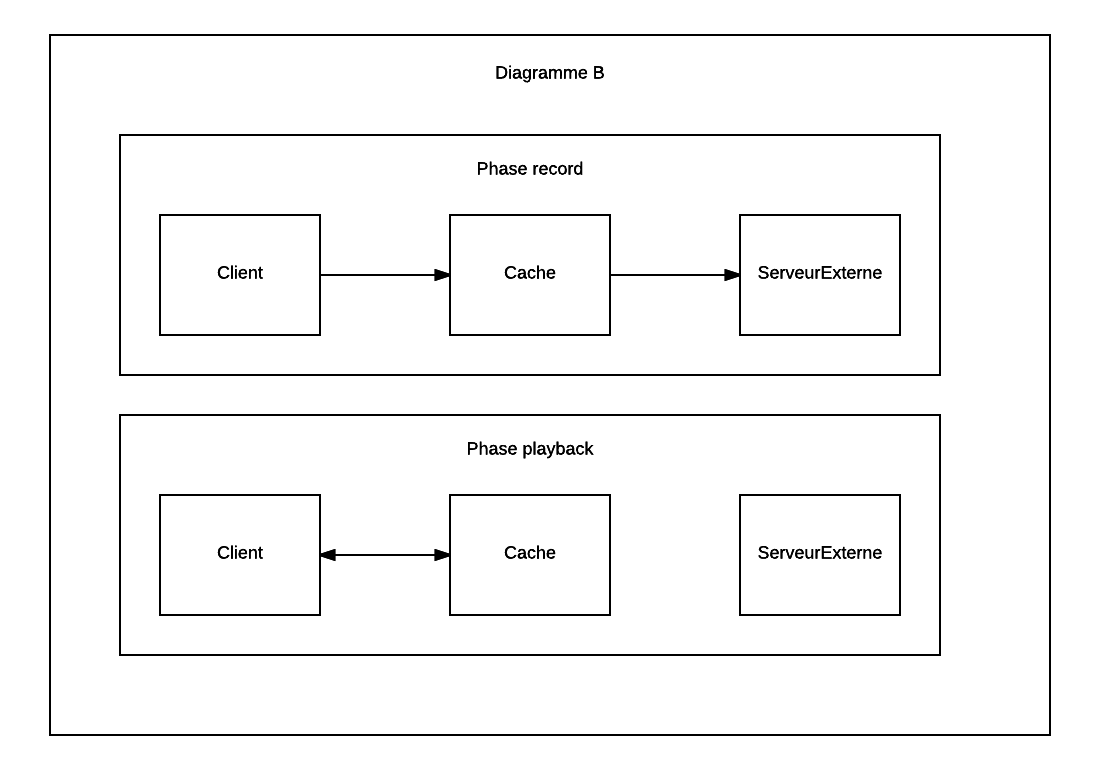 Diagramme B
Phase record
Client
Cache
ServeurExterne
Phase playback
Client
Cache
ServeurExterne